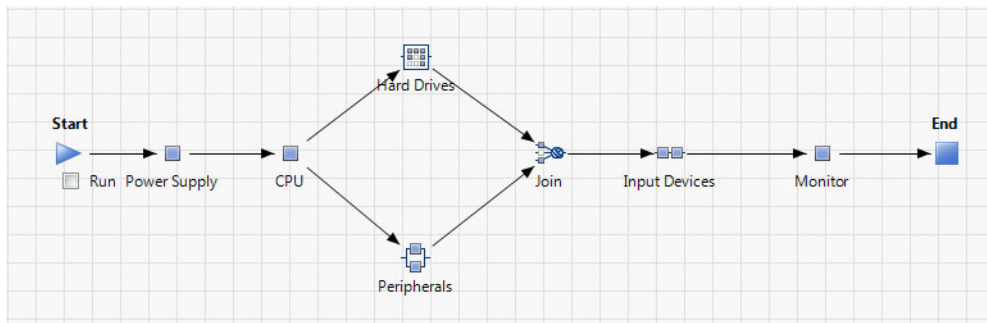 Hard Drives
Start
End
Run
Power Supply
CPU
Join
Input Devices
Monitor
Peripherals